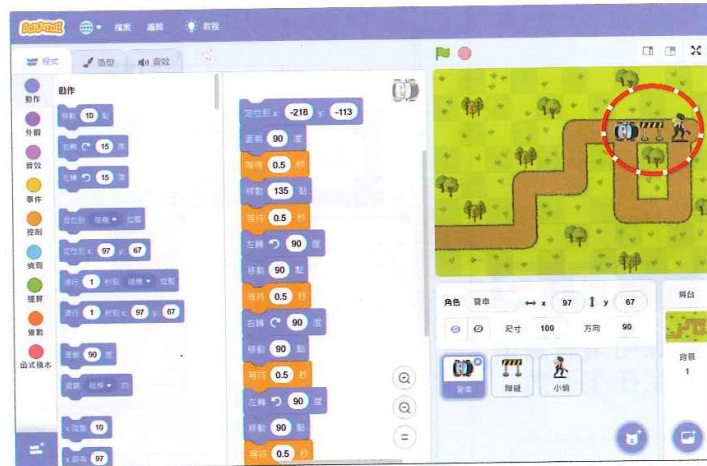 SCRATCH 檔案 編輯 教程
程式 造型 音效
動作
外觀
音效
事件
控制
偵測
運算
變數
函式積木
動作
移動 10 點
右轉 15 度
左轉 15 度
定位到 隨機 位置
定位到 x: 97 y: 67
滑行 1 秒到 隨機 位置
滑行 1 秒到 x: 97 y: 67
面朝 90 度
面朝 鼠標 向
x 改變 10
x 設為 97
定位到 x: -218 y: -113
面朝 90 度
等待 0.5 秒
移動 135 點
等待 0.5 秒
左轉 90 度
移動 90 點
等待 0.5 秒
右轉 90 度
移動 90 點
等待 0.5 秒
左轉 90 度
移動 90 點
等待 0.5 秒
角色 警車 x 97 y 67
尺寸 100 方向 90
警車 障礙 小偷
舞台
背景
1